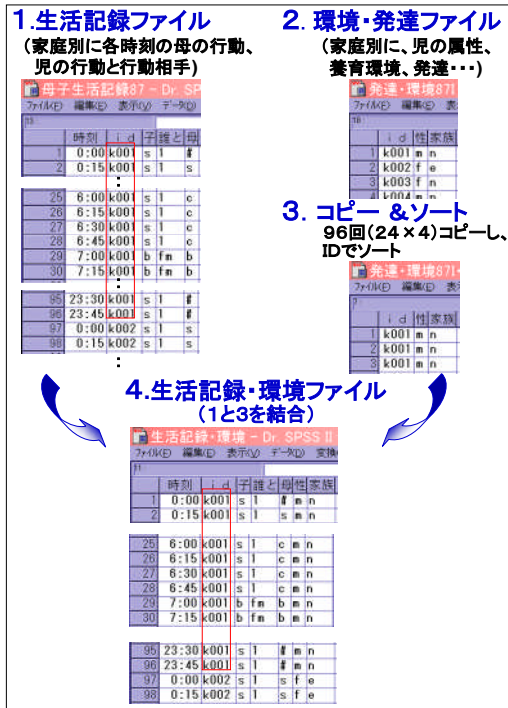 1.生活記録ファイル
(家庭別に各時刻の母の行動、
児の行動と行動相手)
母子生活記録87 - Dr. SP
ファイル(F) 編集(E) 表示(V) データ(D)
時刻 id 子 誰と 母
1 0:00 k001 s 1 #
2 0:15 k001 s 1 s
:
25 6:00 k001 s 1 c
26 6:15 k001 s 1 c
27 6:30 k001 s 1 c
28 6:45 k001 s 1 c
29 7:00 k001 b fm b
30 7:15 k001 b fm b
95 23:30 k001 s 1 #
96 23:45 k001 s 1 #
97 0:00 k002 s 1 s
98 0:15 k002 s 1 s
:
2. 環境・発達ファイル
(家庭別に、児の属性、
養育環境、発達・・・)
発達・環境871
ファイル(F) 編集(E) 表
id 性 家族
1 k001 m n
2 k002 f e
3 k003 f n
4 k004 m n
3. コピー &ソート
96回(24×4)コピーし、
IDでソート
発達・環境871
ファイル(F) 編集(E) 表
id 性 家族
1 k001 m n
2 k001 m n
3 k001 m n
4.生活記録・環境ファイル
(1と3を結合)
生活記録・環境 - Dr. SPSS II
ファイル(F) 編集(E) 表示(V) データ(D) 変換
時刻 id 子 誰と 母 性 家族
1 0:00 k001 s 1 # m n
2 0:15 k001 s 1 s m n
25 6:00 k001 s 1 c m n
26 6:15 k001 s 1 c m n
27 6:30 k001 s 1 c m n
28 6:45 k001 s 1 c m n
29 7:00 k001 b fm b m n
30 7:15 k001 b fm b m n
95 23:30 k001 s 1 # m n
96 23:45 k001 s 1 # m n
97 0:00 k002 s 1 s f e
98 0:15 k002 s 1 s f e